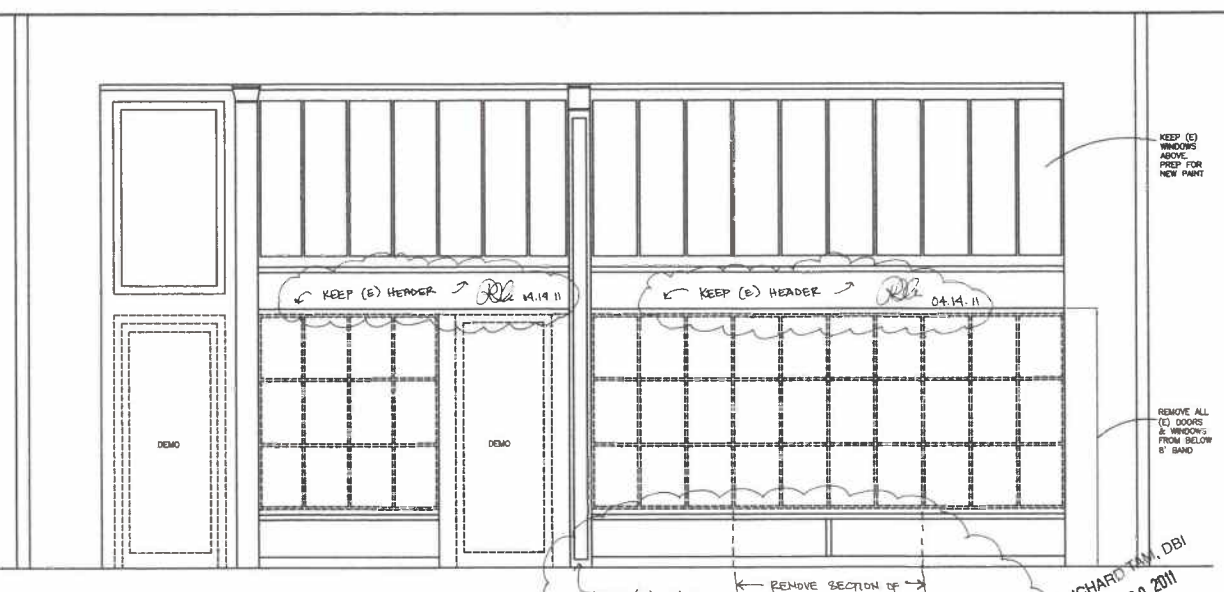 KEEP (E)
WINDOWS
ABOVE.
PREP FOR
NEW PAINT
KEEP (E) HEADER
04.14.11
KEEP (E) HEADER
04.14.11
DEMO
DEMO
REMOVE ALL
(E) DOORS
& WINDOWS
FROM BELOW
8' BAND
REMOVE SECTION OF
TAM, DBI
2011